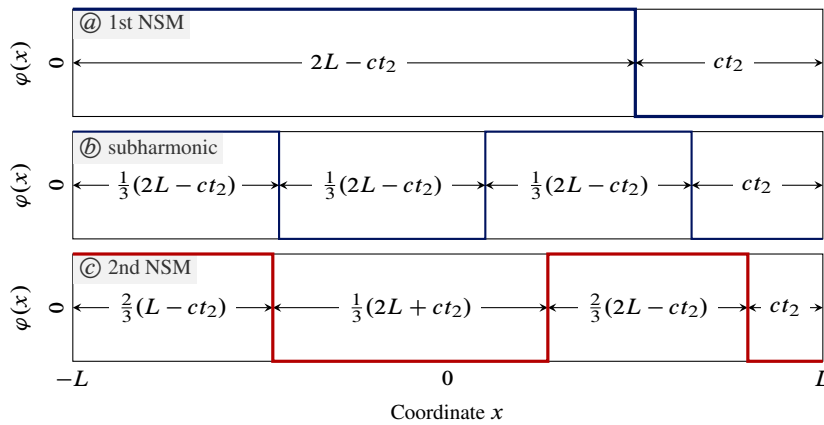 ⓐ 1st NSM
φ(x)
0
2L − ct₂
ct₂
ⓑ subharmonic
φ(x)
0
⅓(2L − ct₂)
⅓(2L − ct₂)
⅓(2L − ct₂)
ct₂
ⓒ 2nd NSM
φ(x)
0
⅔(L − ct₂)
⅓(2L + ct₂)
⅔(2L − ct₂)
ct₂
−L
0
L
Coordinate x